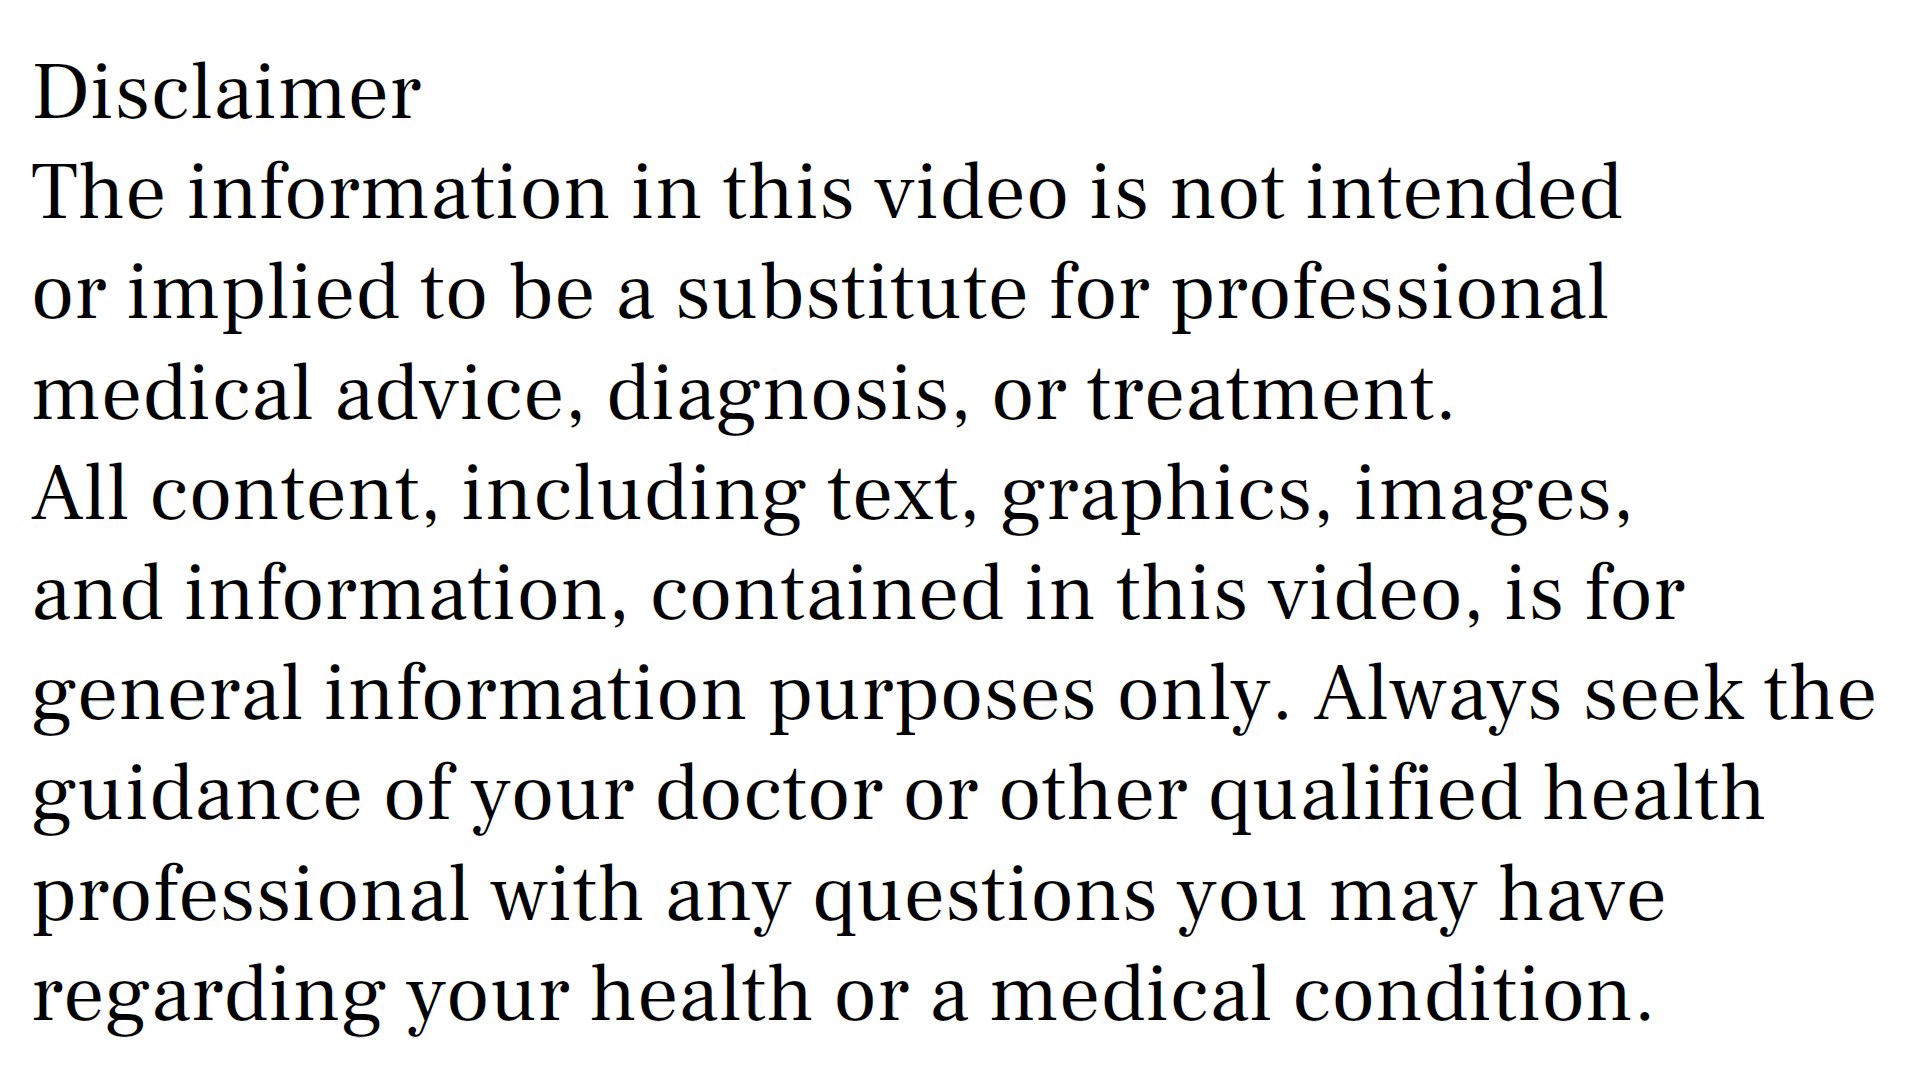 Disclaimer
The information in this video is not intended
or implied to be a substitute for professional
medical advice, diagnosis, or treatment.
All content, including text, graphics, images,
and information, contained in this video, is for
general information purposes only. Always seek the
guidance of your doctor or other qualified health
professional with any questions you may have
regarding your health or a medical condition.